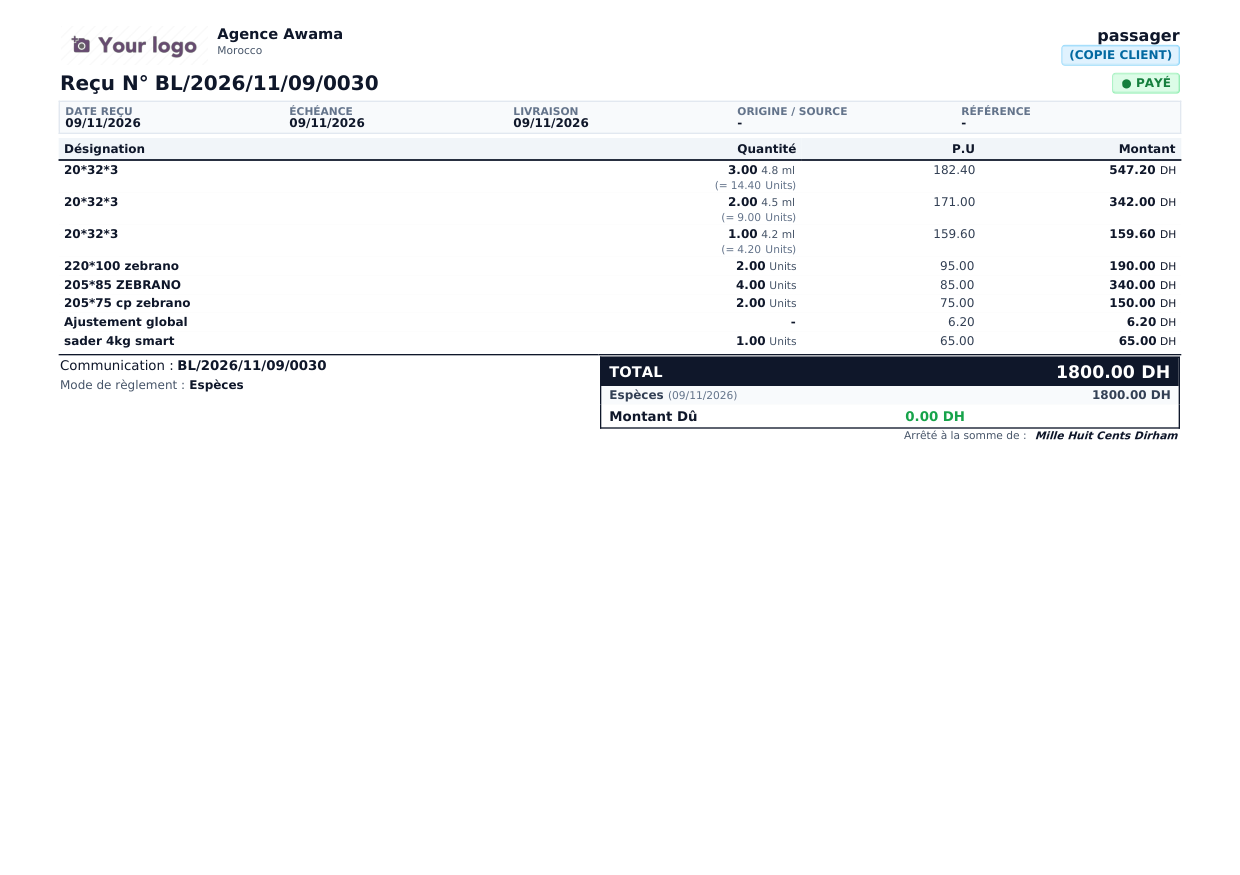 Your logo
Agence Awama
Morocco
passager
(COPIE CLIENT)
Reçu N° BL/2026/11/09/0030
● PAYÉ
DATE REÇU ÉCHÉANCE LIVRAISON ORIGINE / SOURCE RÉFÉRENCE
09/11/2026 09/11/2026 09/11/2026 - -
Désignation Quantité P.U Montant
20*32*3 3.00 4.8 ml 182.40 547.20 DH
(= 14.40 Units)
20*32*3 2.00 4.5 ml 171.00 342.00 DH
(= 9.00 Units)
20*32*3 1.00 4.2 ml 159.60 159.60 DH
(= 4.20 Units)
220*100 zebrano 2.00 Units 95.00 190.00 DH
205*85 ZEBRANO 4.00 Units 85.00 340.00 DH
205*75 cp zebrano 2.00 Units 75.00 150.00 DH
Ajustement global - 6.20 6.20 DH
sader 4kg smart 1.00 Units 65.00 65.00 DH
Communication : BL/2026/11/09/0030
Mode de règlement : Espèces
TOTAL 1800.00 DH
Espèces (09/11/2026) 1800.00 DH
Montant Dû 0.00 DH
Arrêté à la somme de : Mille Huit Cents Dirham